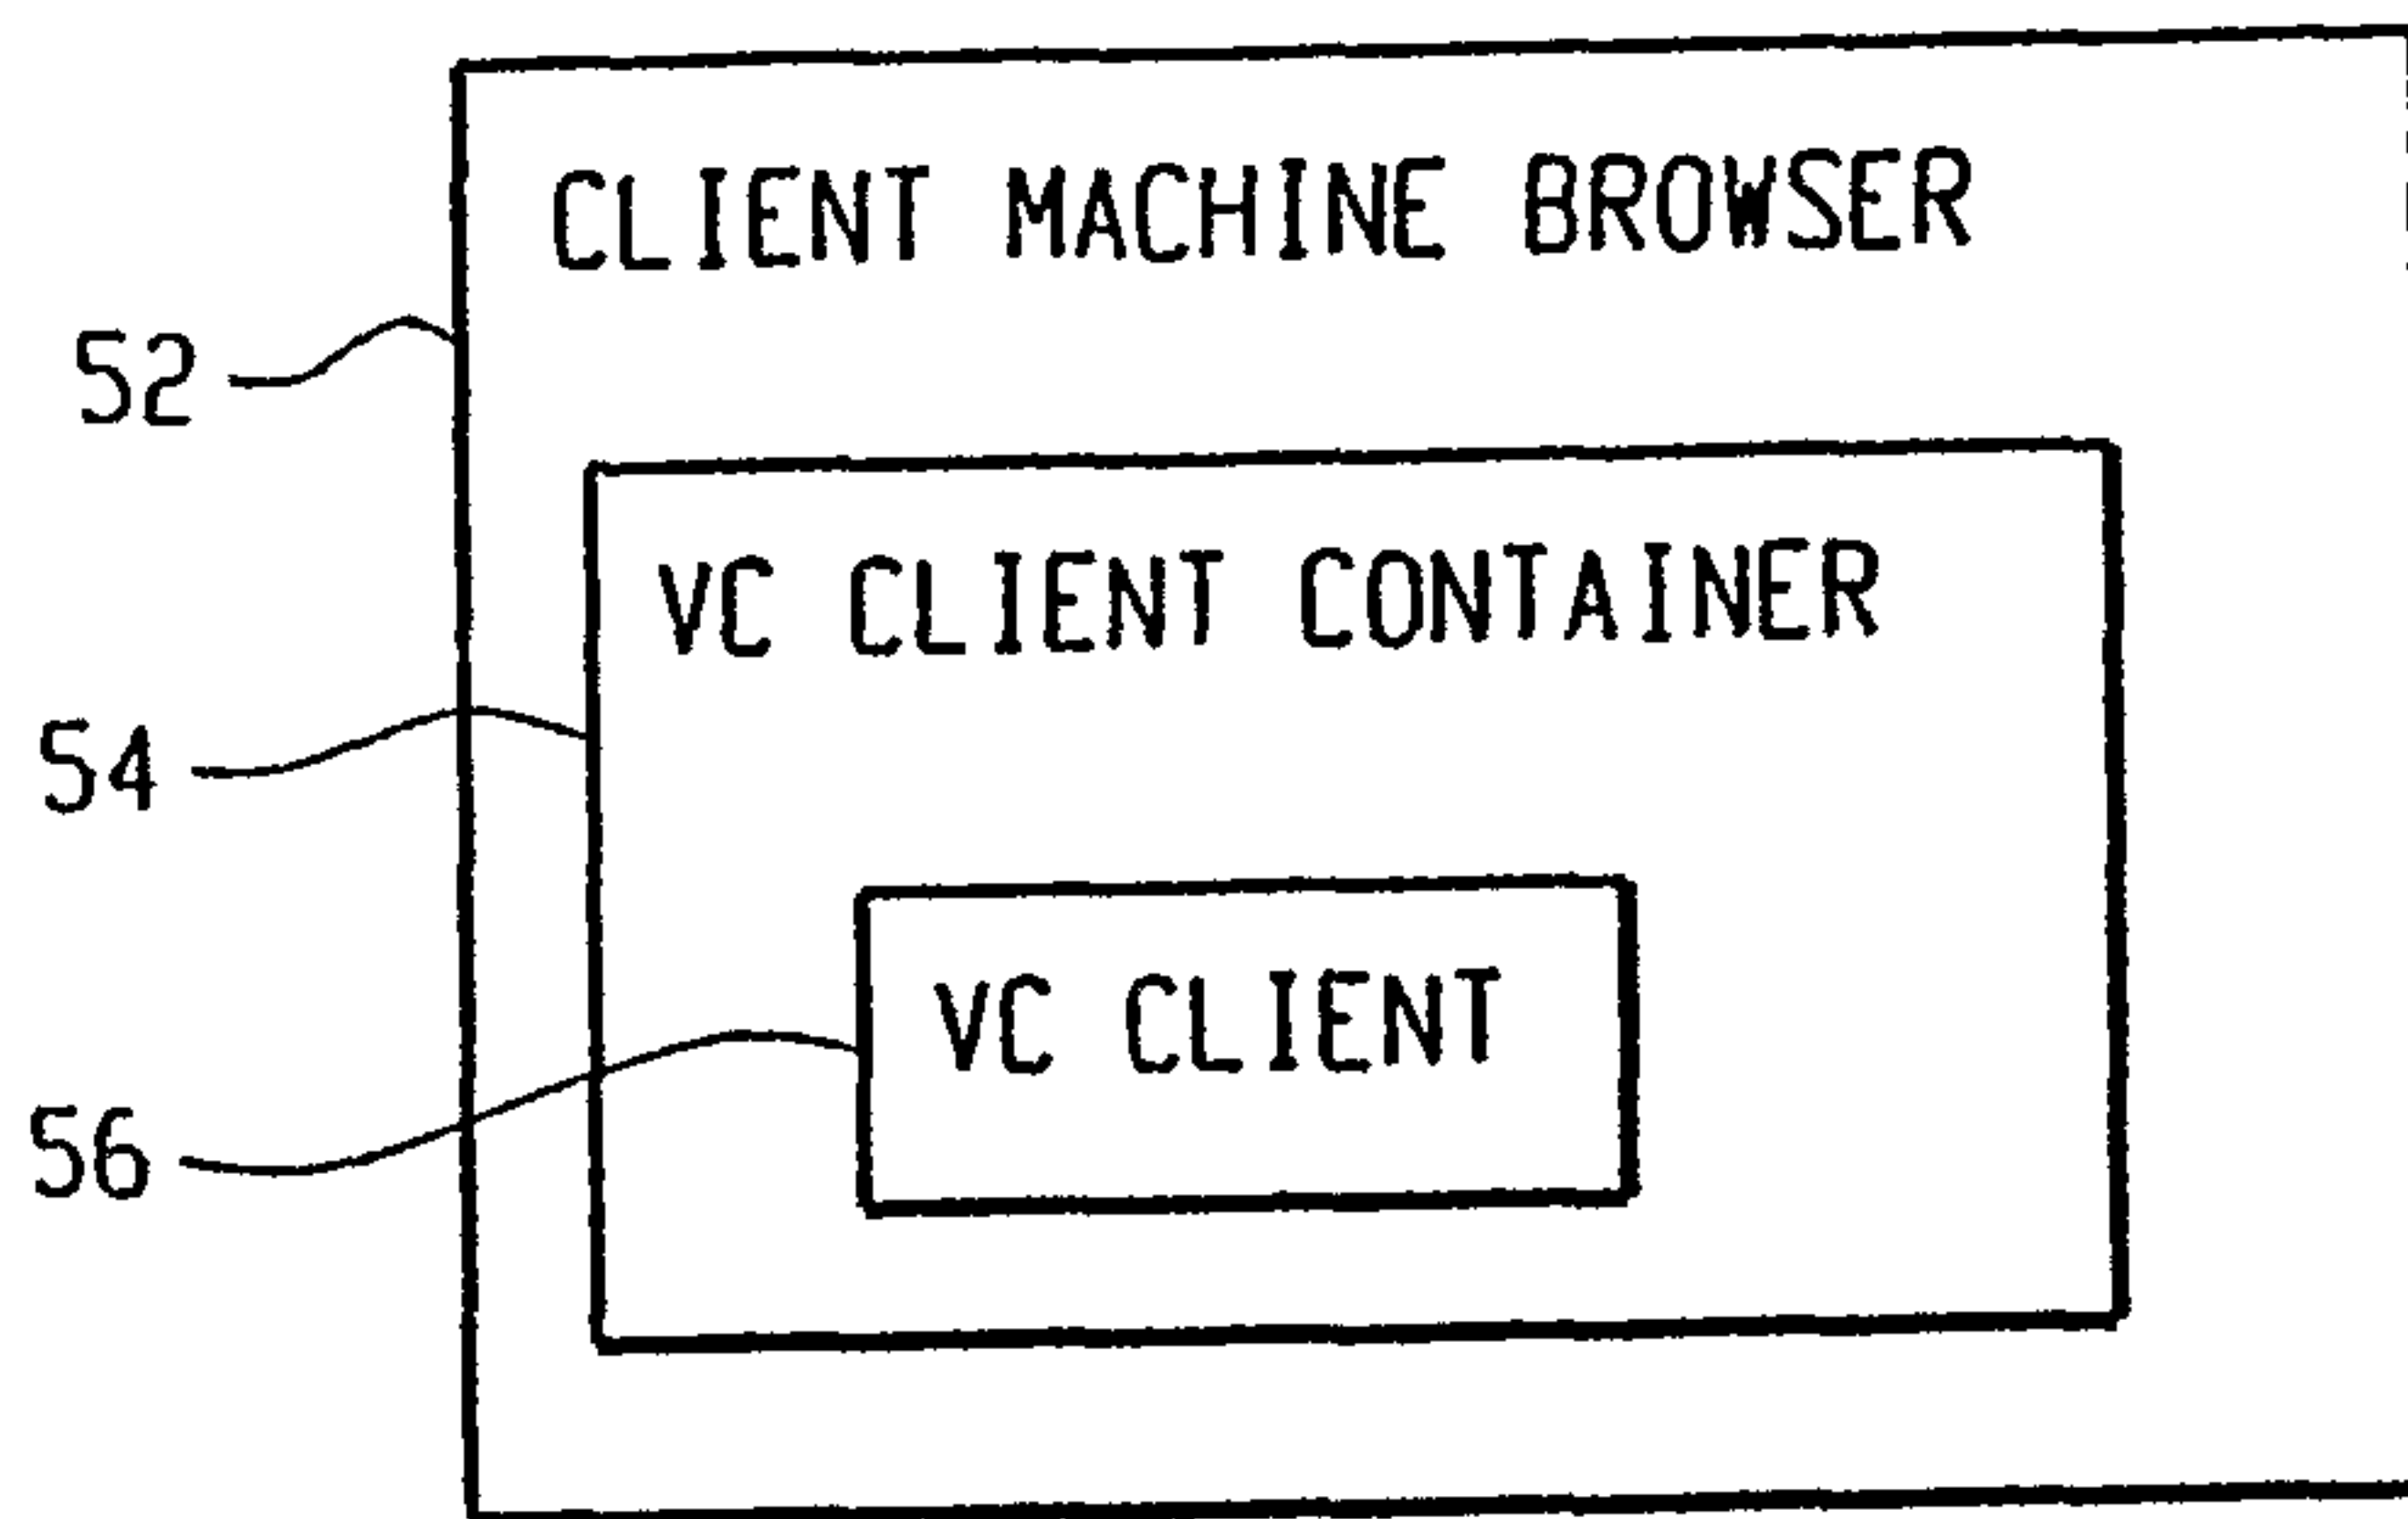 CLIENT MACHINE BROWSER
52
VC CLIENT CONTAINER
54
VC CLIENT
56